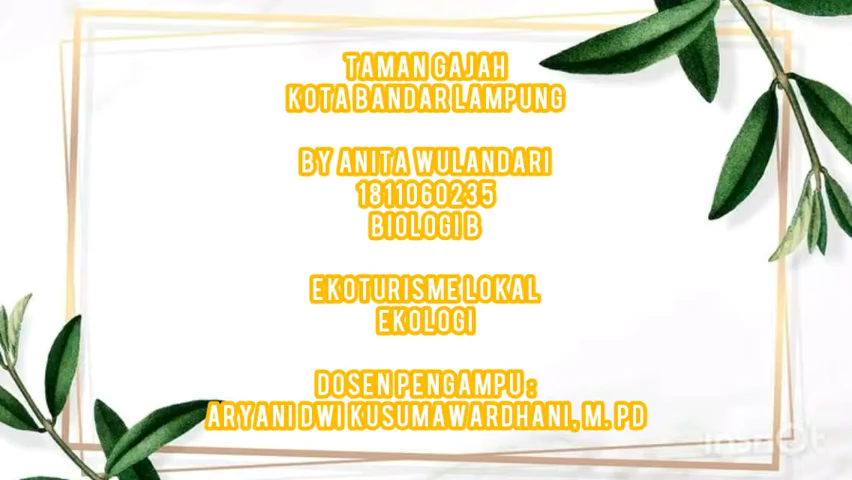 TAMAN GAJAH
KOTA BANDAR LAMPUNG
BY ANITA WULANDARI
1811060235
BIOLOGI B
EKOTURISME LOKAL
EKOLOGI
DOSEN PENGAMPU :
ARYANI DWI KUSUMAWARDHANI, M. PD
inshot